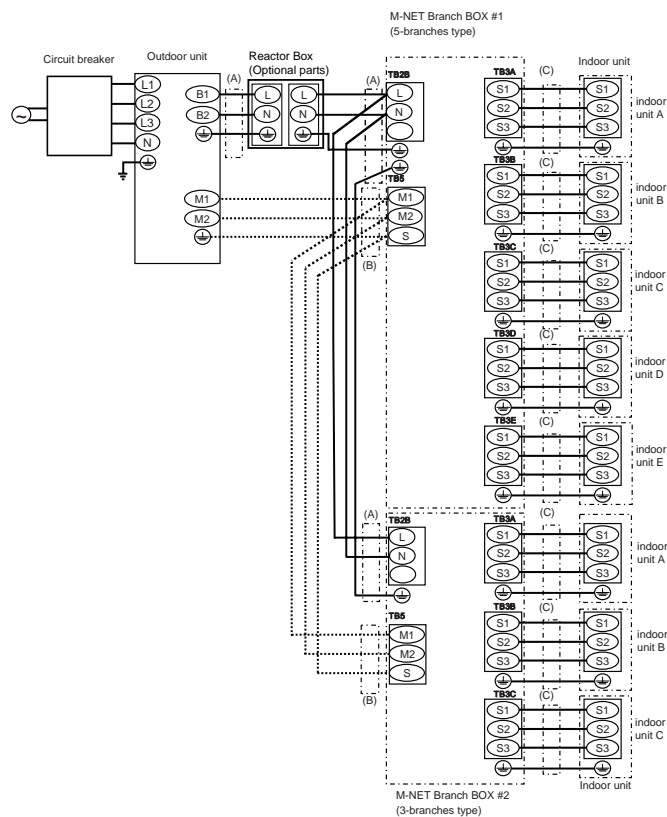 M-NET Branch BOX #1
(5-branches type)
Circuit breaker
Outdoor unit
Reactor Box
(Optional parts)
Indoor unit
L1
L2
L3
N
B1
B2
M1
M2
(A)
L
N
L
N
(A)
TB2B
L
N
TB5
M1
M2
S
(B)
TB3A
S1
S2
S3
(C)
S1
S2
S3
indoor
unit A
TB3B
S1
S2
S3
(C)
S1
S2
S3
indoor
unit B
TB3C
S1
S2
S3
(C)
S1
S2
S3
indoor
unit C
TB3D
S1
S2
S3
(C)
S1
S2
S3
indoor
unit D
TB3E
S1
S2
S3
(C)
S1
S2
S3
indoor
unit E
(A)
TB2B
L
N
TB5
M1
M2
S
(B)
TB3A
S1
S2
S3
(C)
S1
S2
S3
indoor
unit A
TB3B
S1
S2
S3
(C)
S1
S2
S3
indoor
unit B
TB3C
S1
S2
S3
(C)
S1
S2
S3
indoor
unit C
Indoor unit
M-NET Branch BOX #2
(3-branches type)